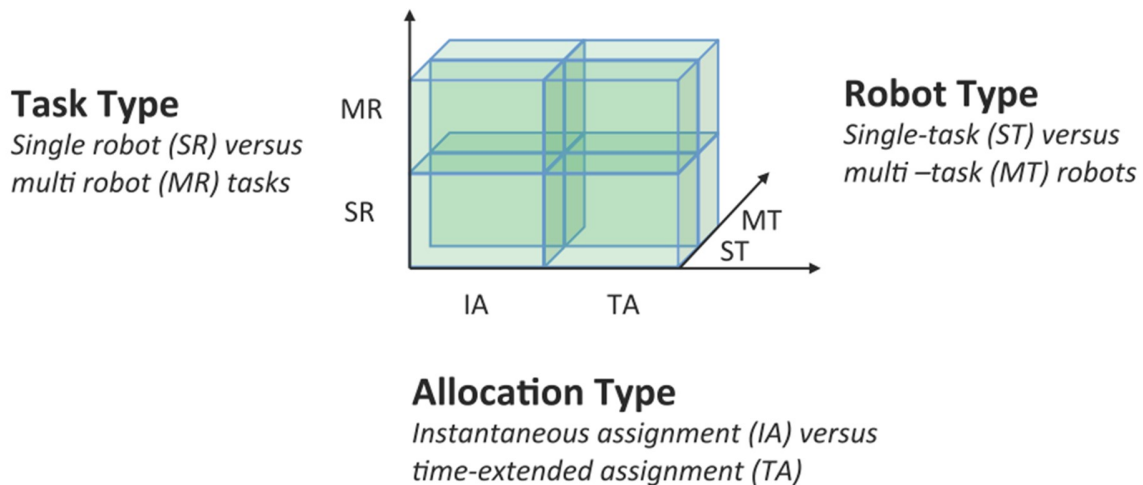 Task Type
Single robot (SR) versus
multi robot (MR) tasks
MR
SR
IA
TA
MT
ST
Robot Type
Single-task (ST) versus
multi –task (MT) robots
Allocation Type
Instantaneous assignment (IA) versus
time-extended assignment (TA)